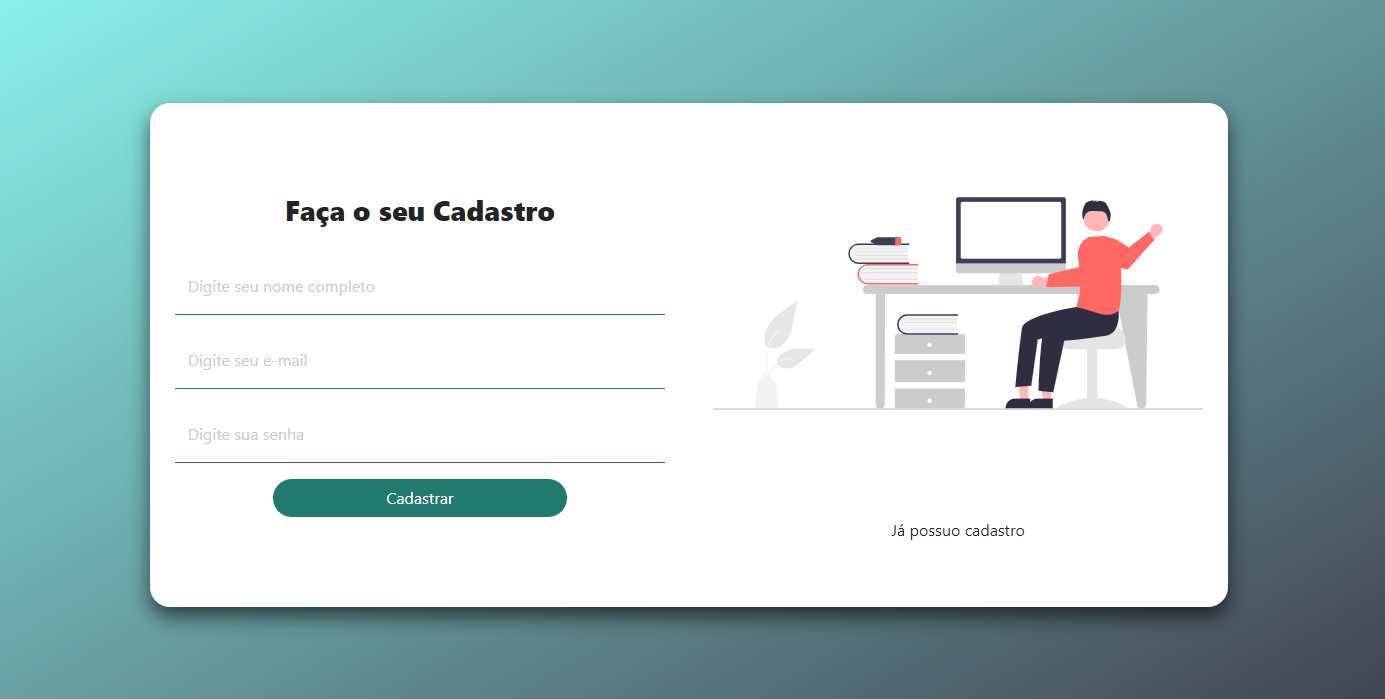 Faça o seu Cadastro
Digite seu nome completo
Digite seu e-mail
Digite sua senha
Cadastrar
Já possuo cadastro